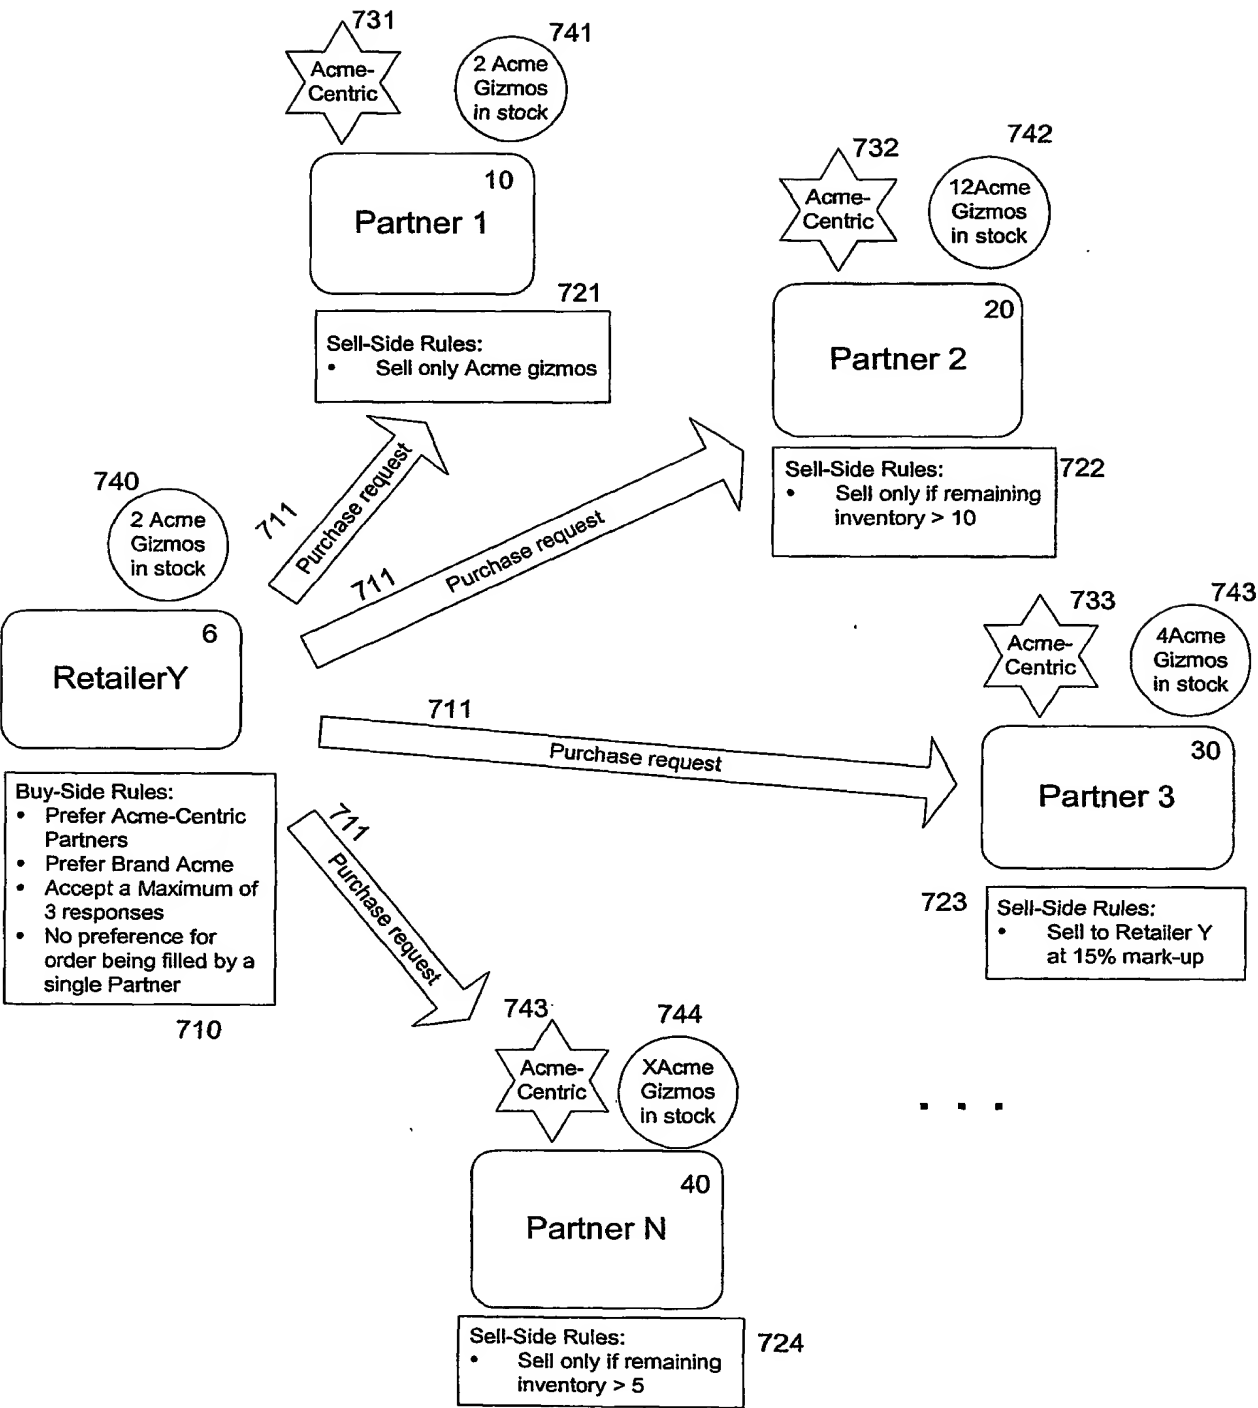 731
Acme-
Centric
741
2 Acme
Gizmos
in stock
10
Partner 1
721
Sell-Side Rules:
• Sell only Acme gizmos
732
Acme-
Centric
742
12Acme
Gizmos
in stock
20
Partner 2
722
Sell-Side Rules:
• Sell only if remaining
inventory > 10
711
Purchase request
711
Purchase request
740
2 Acme
Gizmos
in stock
6
RetailerY
733
Acme-
Centric
743
4Acme
Gizmos
in stock
30
Partner 3
711
Purchase request
723
Sell-Side Rules:
• Sell to Retailer Y
at 15% mark-up
Buy-Side Rules:
• Prefer Acme-Centric
Partners
• Prefer Brand Acme
• Accept a Maximum of
3 responses
• No preference for
order being filled by a
single Partner
710
711
Purchase request
743
Acme-
Centric
744
XAcme
Gizmos
in stock
. . .
40
Partner N
724
Sell-Side Rules:
• Sell only if remaining
inventory > 5